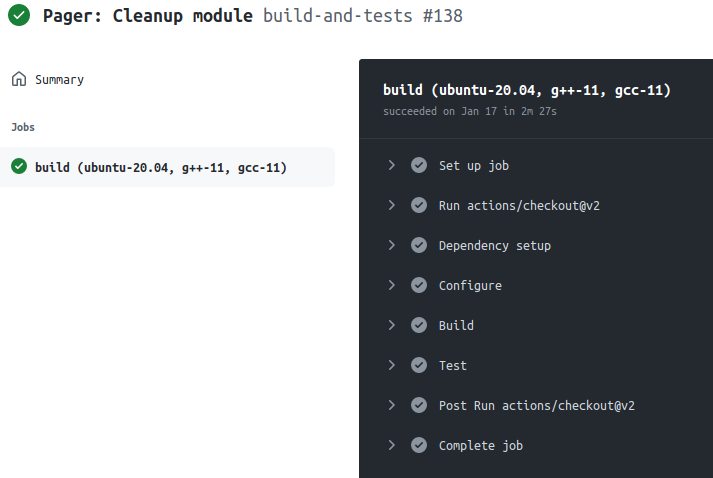 Pager: Cleanup module build-and-tests #138
Summary
Jobs
build (ubuntu-20.04, g++-11, gcc-11)
build (ubuntu-20.04, g++-11, gcc-11)
succeeded on Jan 17 in 2m 27s
Set up job
Run actions/checkout@v2
Dependency setup
Configure
Build
Test
Post Run actions/checkout@v2
Complete job